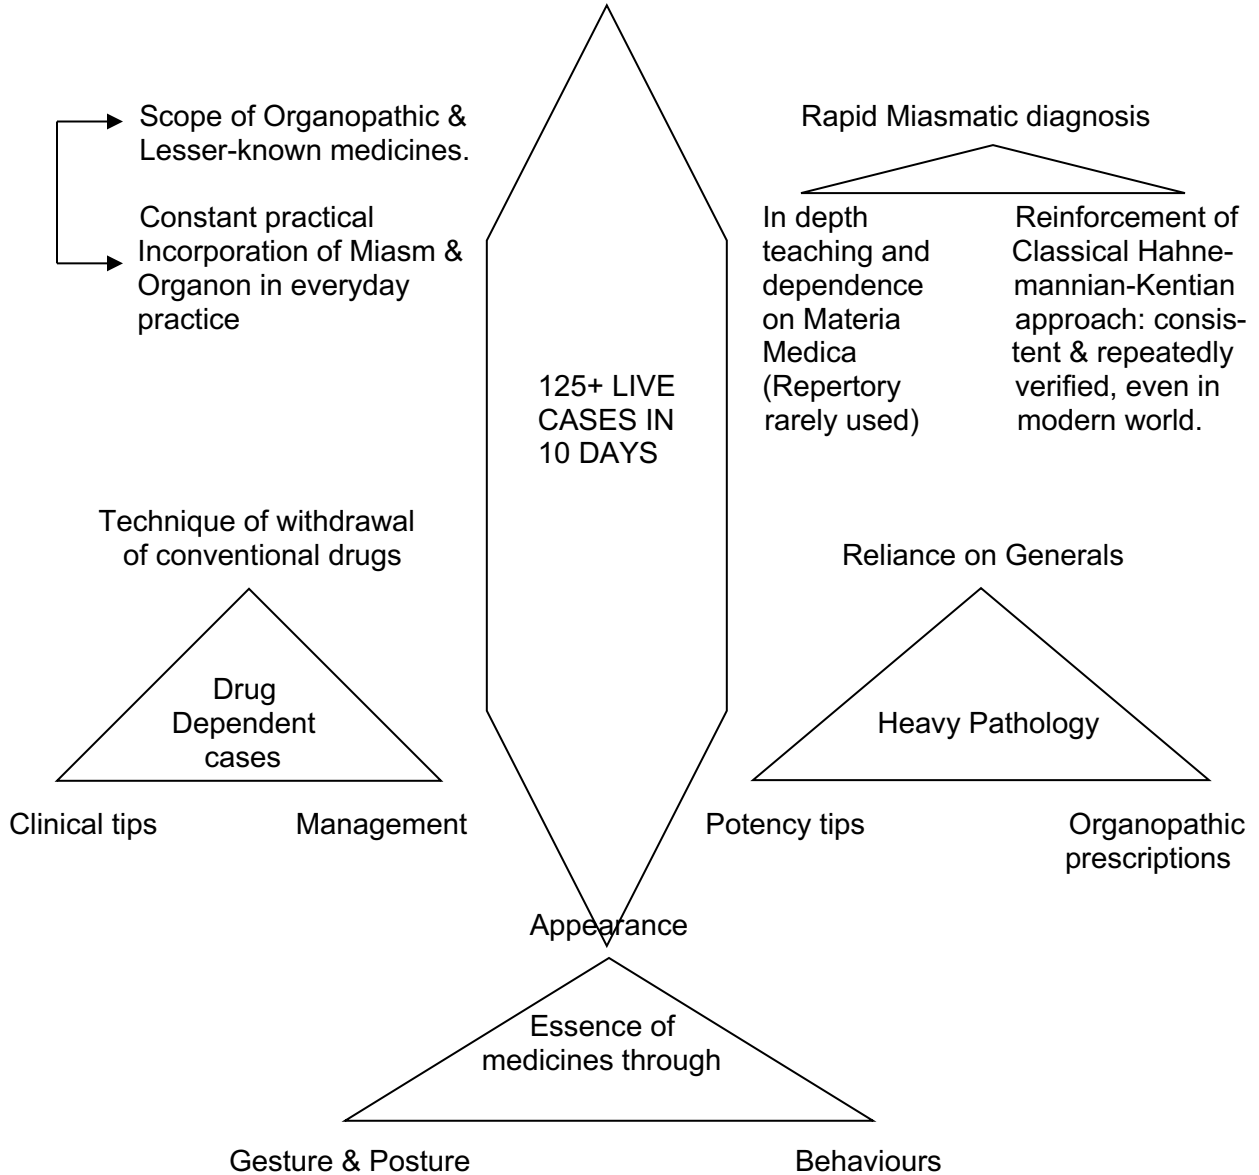 Scope of Organopathic &
Lesser-known medicines.
Constant practical
Incorporation of Miasm &
Organon in everyday
practice
Rapid Miasmatic diagnosis
In depth
teaching and
dependence
on Materia
Medica
(Repertory
rarely used)
Reinforcement of
Classical Hahne-
mannian-Kentian
approach: consis-
tent & repeatedly
verified, even in
modern world.
125+ LIVE
CASES IN
10 DAYS
Technique of withdrawal
of conventional drugs
Drug
Dependent
cases
Clinical tips
Management
Reliance on Generals
Heavy Pathology
Potency tips
Organopathic
prescriptions
Appearance
Essence of
medicines through
Gesture & Posture
Behaviours